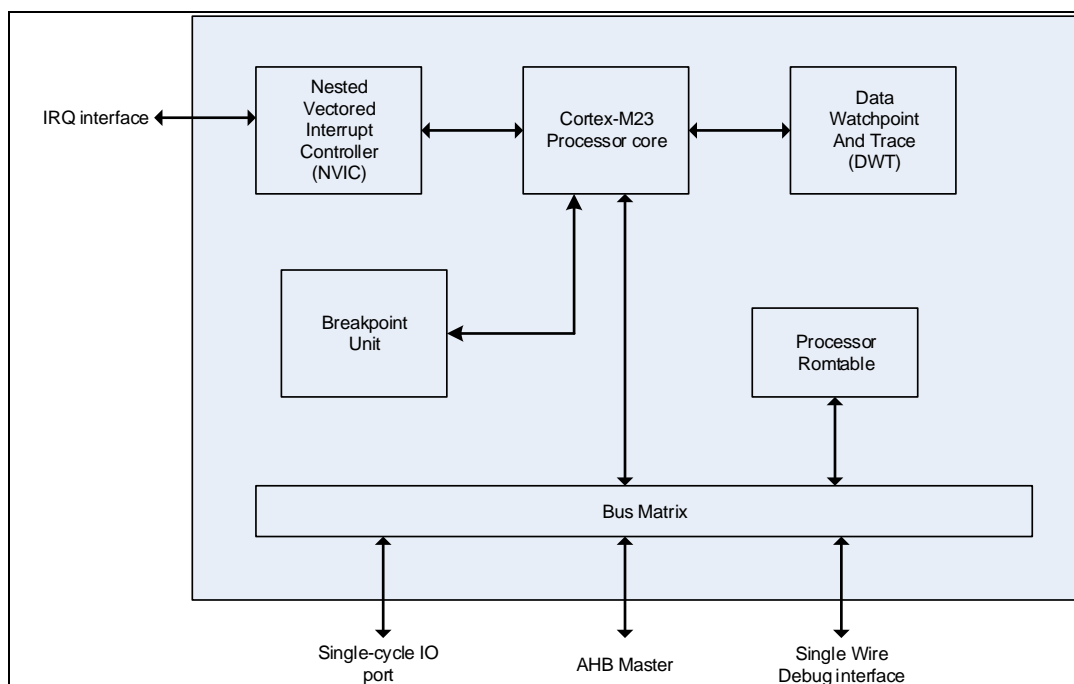 IRQ interface
Nested
Vectored
Interrupt
Controller
(NVIC)
Cortex-M23
Processor core
Data
Watchpoint
And Trace
(DWT)
Breakpoint
Unit
Processor
Romtable
Bus Matrix
Single-cycle IO
port
AHB Master
Single Wire
Debug interface